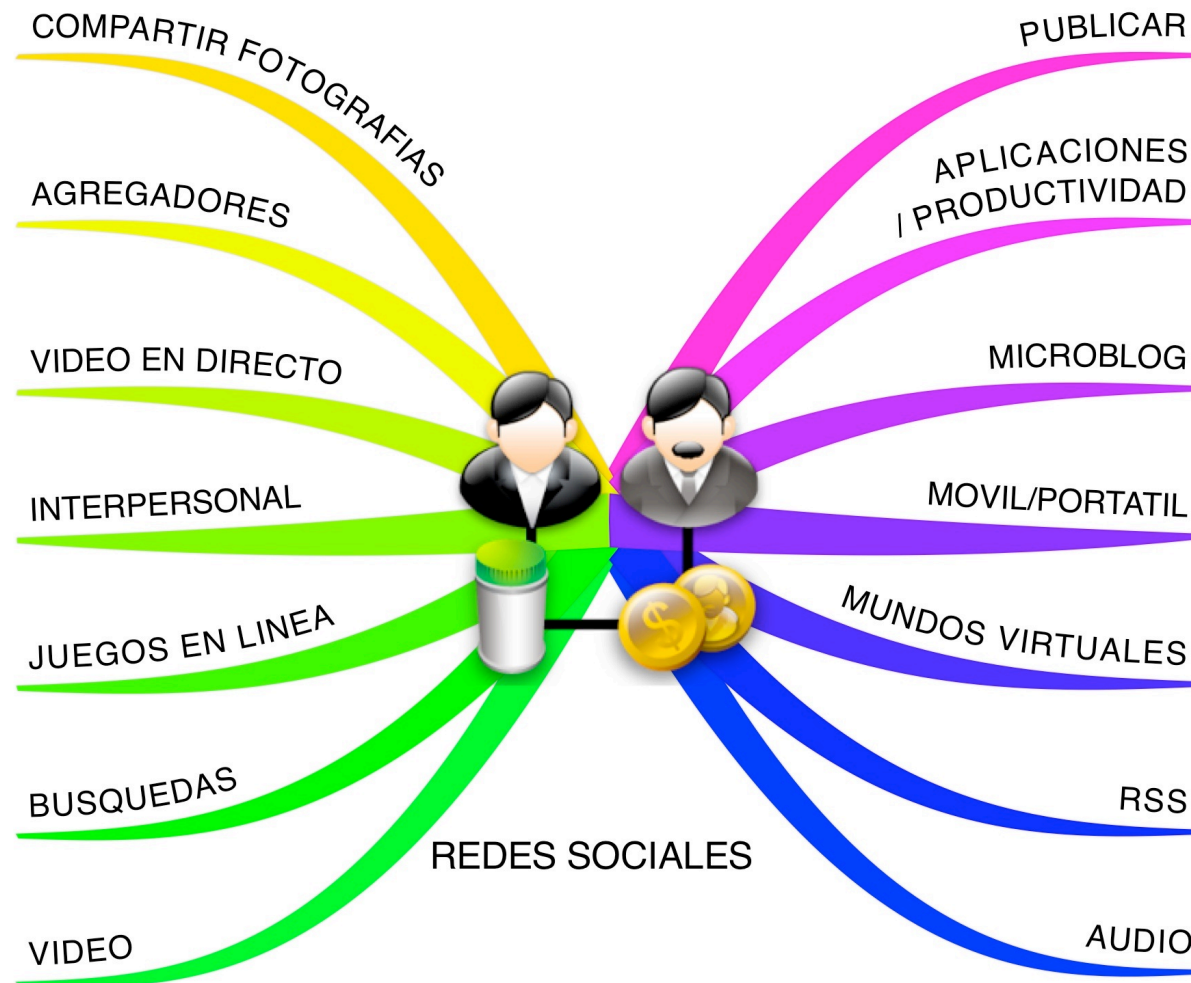 COMPARTIR FOTOGRAFIAS
AGREGADORES
VIDEO EN DIRECTO
INTERPERSONAL
JUEGOS EN LINEA
BUSQUEDAS
VIDEO
REDES SOCIALES
PUBLICAR
APLICACIONES
/ PRODUCTIVIDAD
MICROBLOG
MOVIL/PORTATIL
MUNDOS VIRTUALES
RSS
AUDIO
$